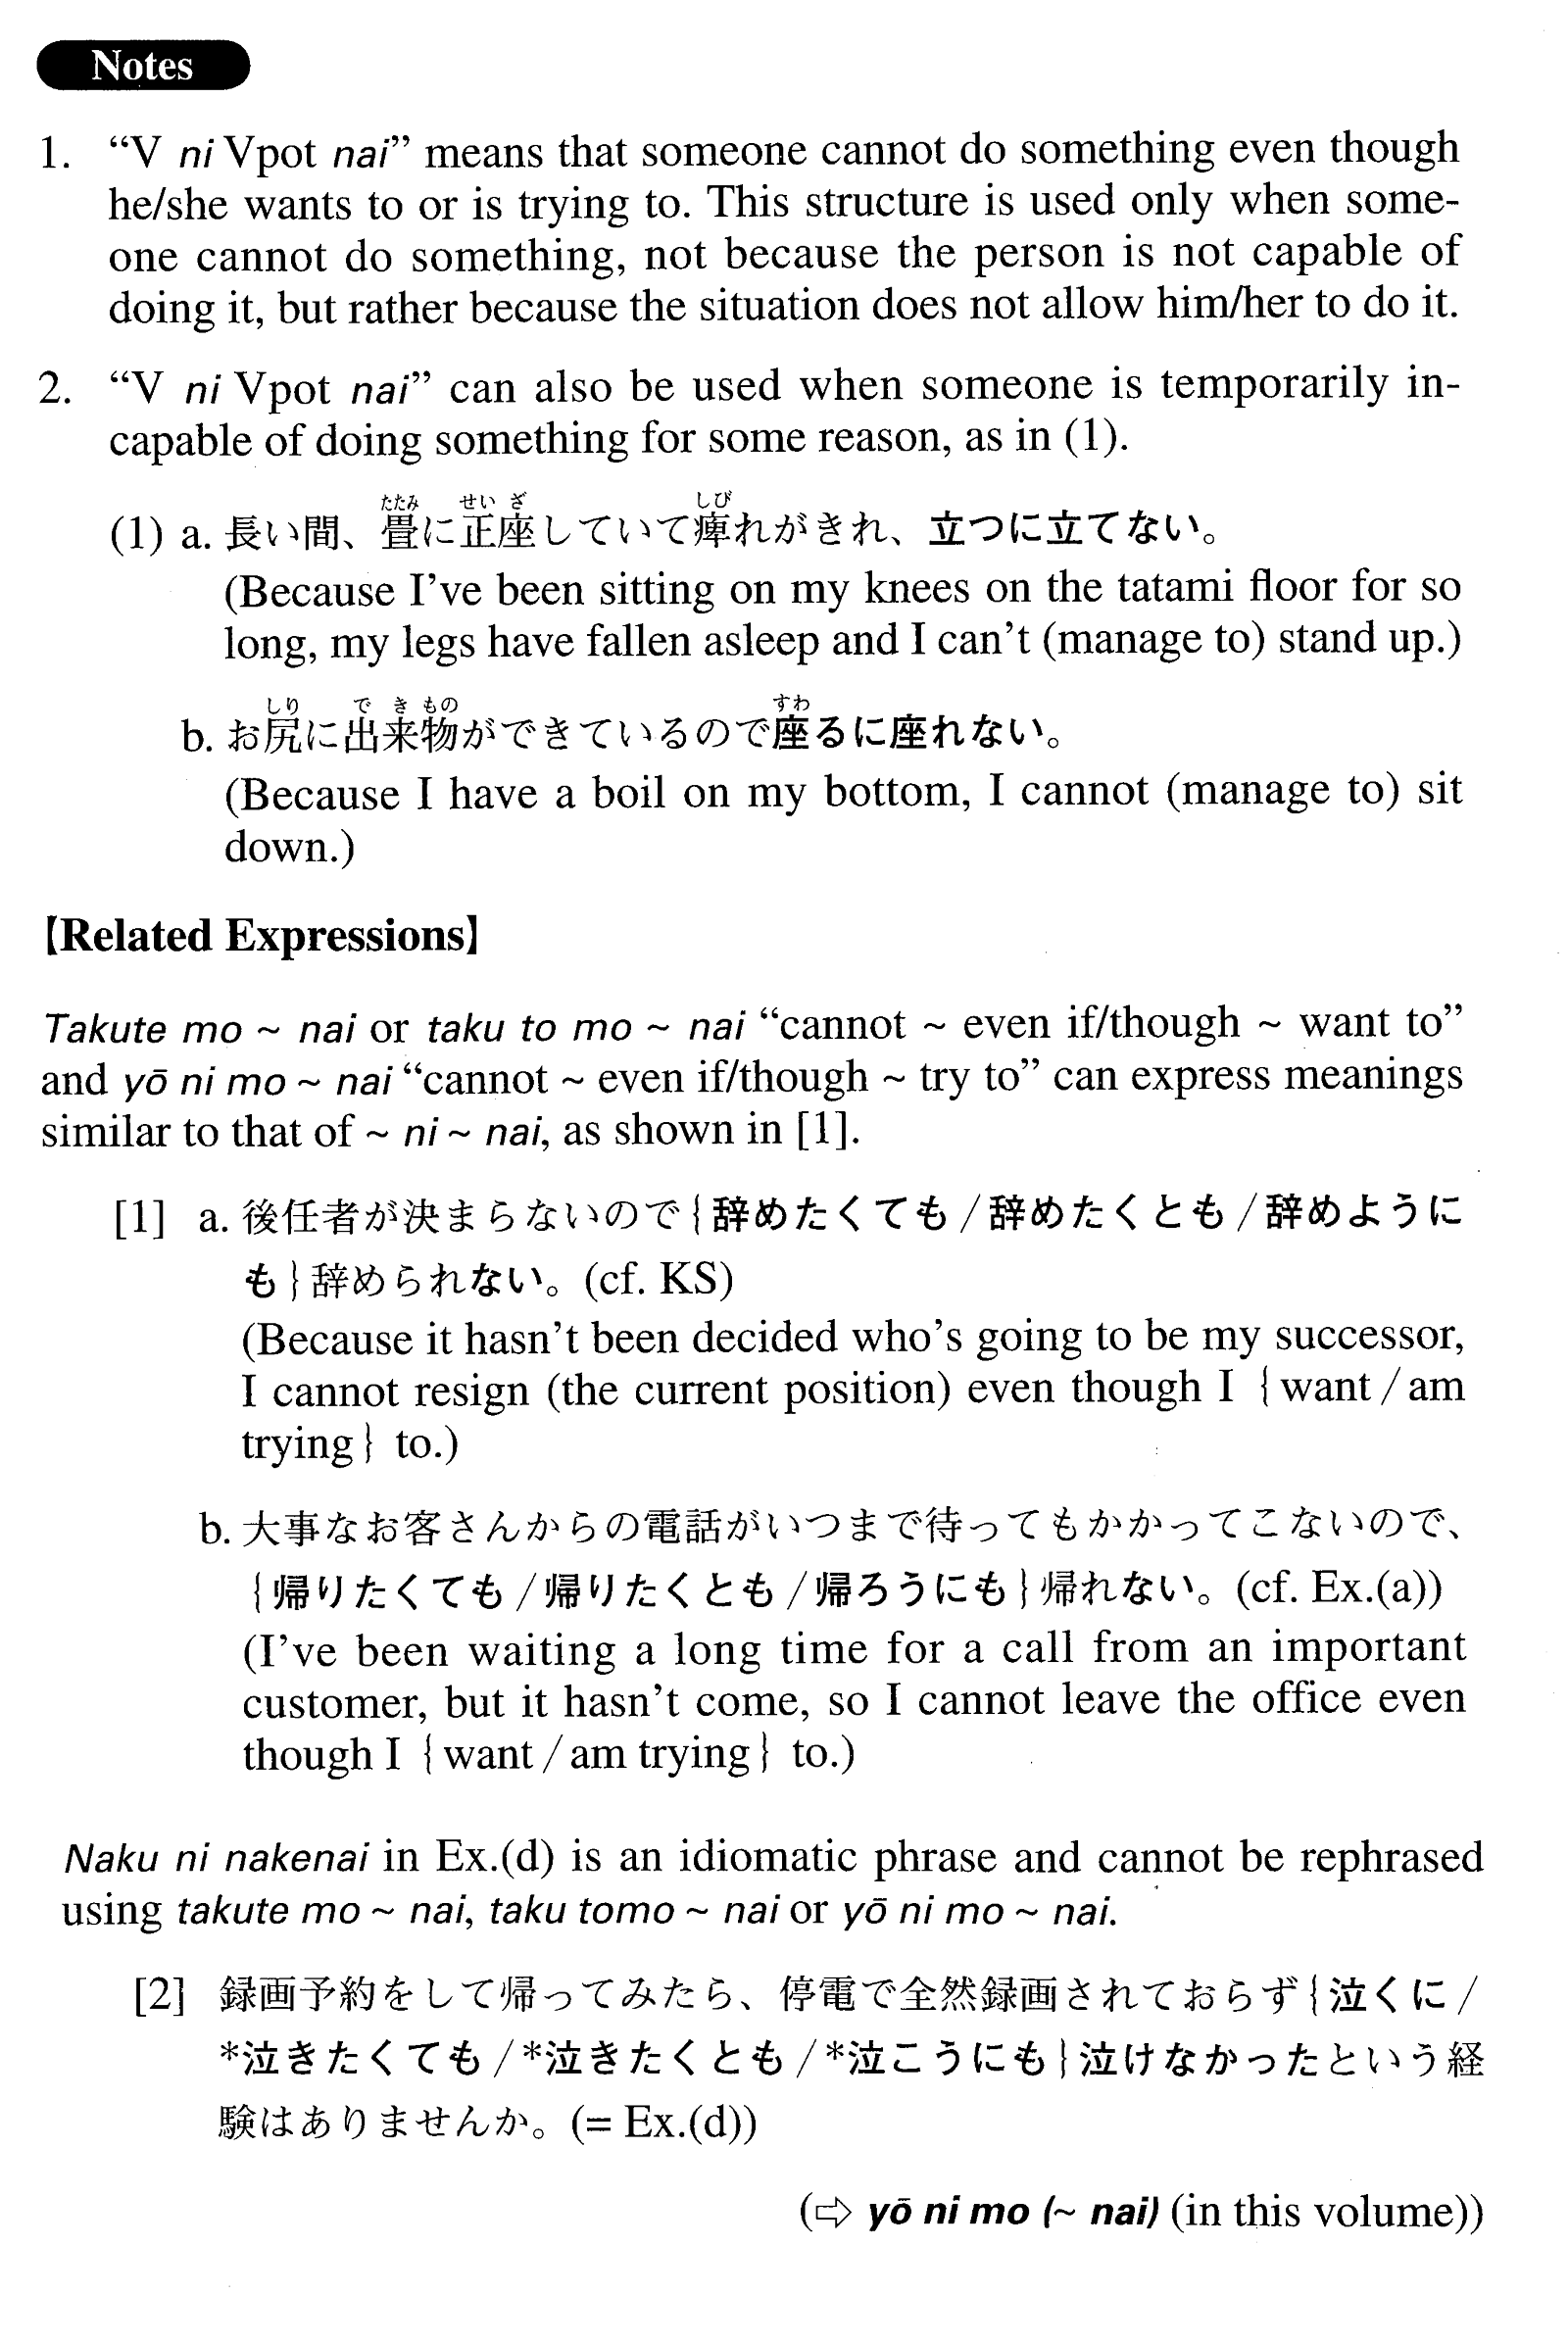 Notes
1. “V ni Vpot nai” means that someone cannot do something even though
he/she wants to or is trying to. This structure is used only when some-
one cannot do something, not because the person is not capable of
doing it, but rather because the situation does not allow him/her to do it.
2. “V ni Vpot nai” can also be used when someone is temporarily in-
capable of doing something for some reason, as in (1).
たたみ せい ざ しび
(1) a. 長い間、畳に正座していて痺れがきれ、立つに立てない。
(Because I’ve been sitting on my knees on the tatami floor for so
long, my legs have fallen asleep and I can’t (manage to) stand up.)
しり で き もの すわ
b. お尻に出来物ができているので座るに座れない。
(Because I have a boil on my bottom, I cannot (manage to) sit
down.)
【Related Expressions】
Takute mo ~ nai or taku to mo ~ nai “cannot ~ even if/though ~ want to”
and yō ni mo ~ nai “cannot ~ even if/though ~ try to” can express meanings
similar to that of ~ ni ~ nai, as shown in [1].
[1] a. 後任者が決まらないので{辞めたくても/辞めたくとも/辞めように
も}辞められない。(cf. KS)
(Because it hasn’t been decided who’s going to be my successor,
I cannot resign (the current position) even though I {want/am
trying} to.)
b. 大事なお客さんからの電話がいつまで待ってもかかってこないので、
{帰りたくても/帰りたくとも/帰ろうにも}帰れない。(cf. Ex.(a))
(I’ve been waiting a long time for a call from an important
customer, but it hasn’t come, so I cannot leave the office even
though I {want/am trying} to.)
Naku ni nakenai in Ex.(d) is an idiomatic phrase and cannot be rephrased
using takute mo ~ nai, taku tomo ~ nai or yō ni mo ~ nai.
[2] 録画予約をして帰ってみたら、停電で全然録画されておらず{泣くに/
*泣きたくても/*泣きたくとも/*泣こうにも}泣けなかったという経
験はありませんか。(= Ex.(d))
(⇨ yō ni mo (~ nai) (in this volume))